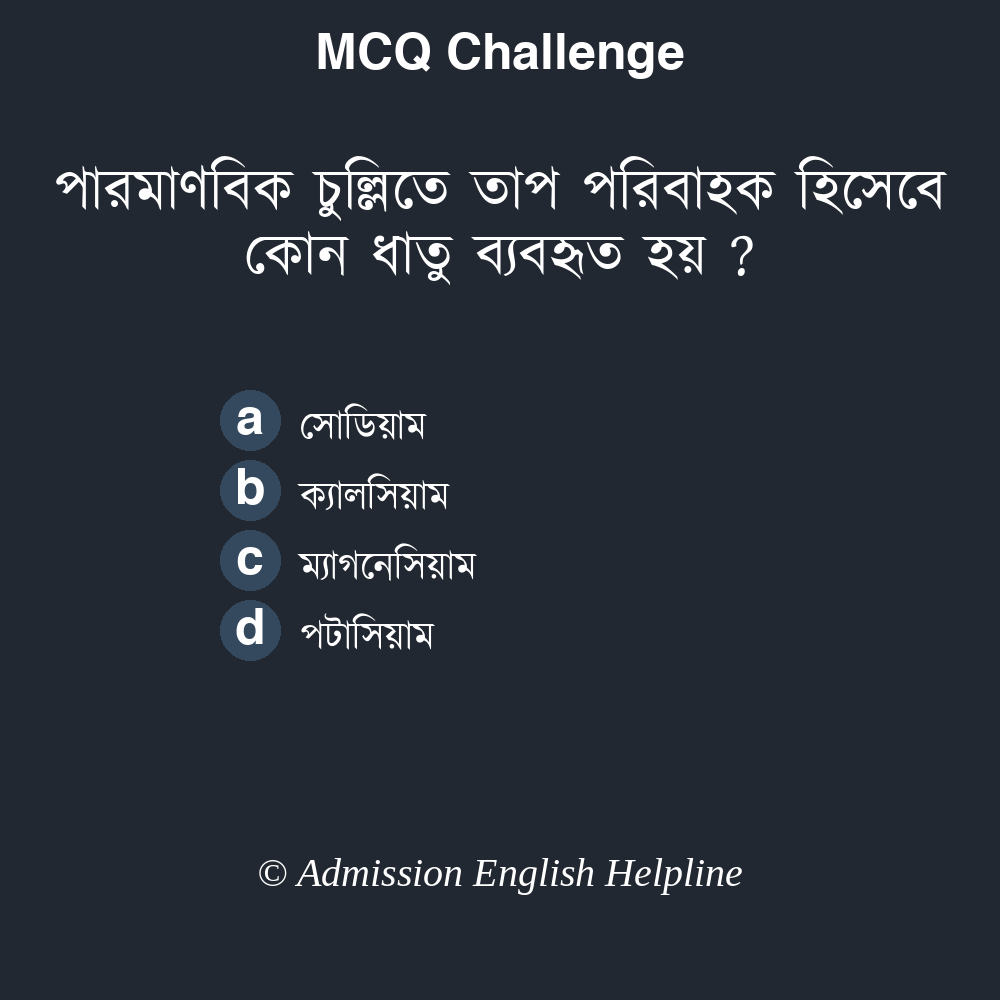 MCQ Challenge
পারমাণবিক চুল্লিতে তাপ পরিবাহক হিসেবে
কোন ধাতু ব্যবহৃত হয় ?
a সোডিয়াম
b ক্যালসিয়াম
c ম্যাগনেসিয়াম
d পটাসিয়াম
© Admission English Helpline